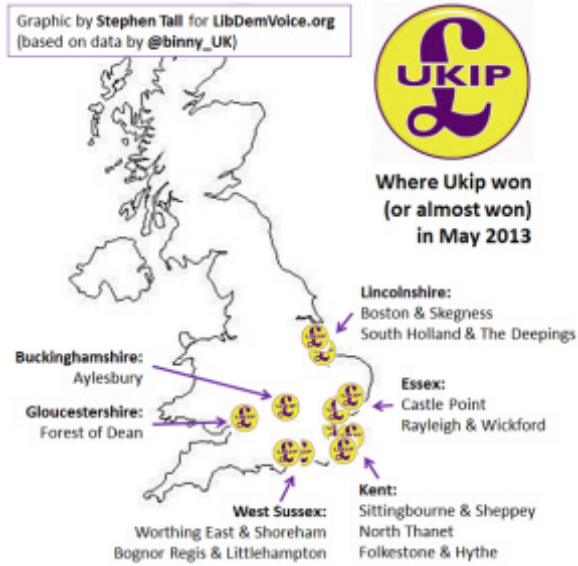 Graphic by Stephen Tall for LibDemVoice.org
(based on data by @binny_UK)
UKIP
£
Where Ukip won
(or almost won)
in May 2013
Lincolnshire:
Boston & Skegness
South Holland & The Deepings
Buckinghamshire:
Aylesbury
Essex:
Castle Point
Rayleigh & Wickford
Gloucestershire:
Forest of Dean
West Sussex:
Worthing East & Shoreham
Bognor Regis & Littlehampton
Kent:
Sittingbourne & Sheppey
North Thanet
Folkestone & Hythe